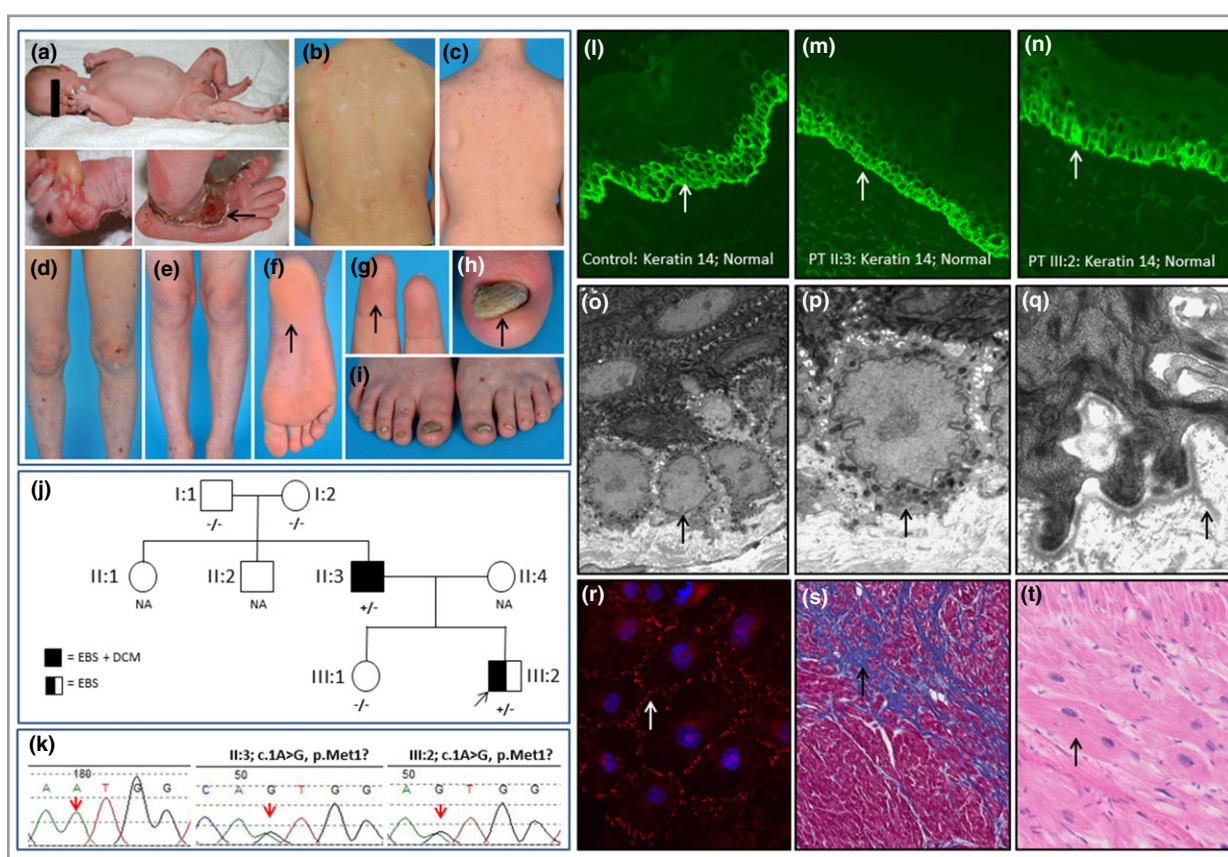 (a)
(b)
(c)
(d)
(e)
(f)
(g)
(h)
(i)
(j)
I:1
I:2
-/-
-/-
II:1
II:2
II:3
II:4
NA
NA
+/-
NA
= EBS + DCM
= EBS
III:1
III:2
-/-
+/-
(k)
II:3; c.1A>G, p.Met1?
III:2; c.1A>G, p.Met1?
180
50
50
A A T G G
C A G T G G
A G T G G
(l)
Control: Keratin 14; Normal
(m)
PT II:3: Keratin 14; Normal
(n)
PT III:2: Keratin 14; Normal
(o)
(p)
(q)
(r)
(s)
(t)